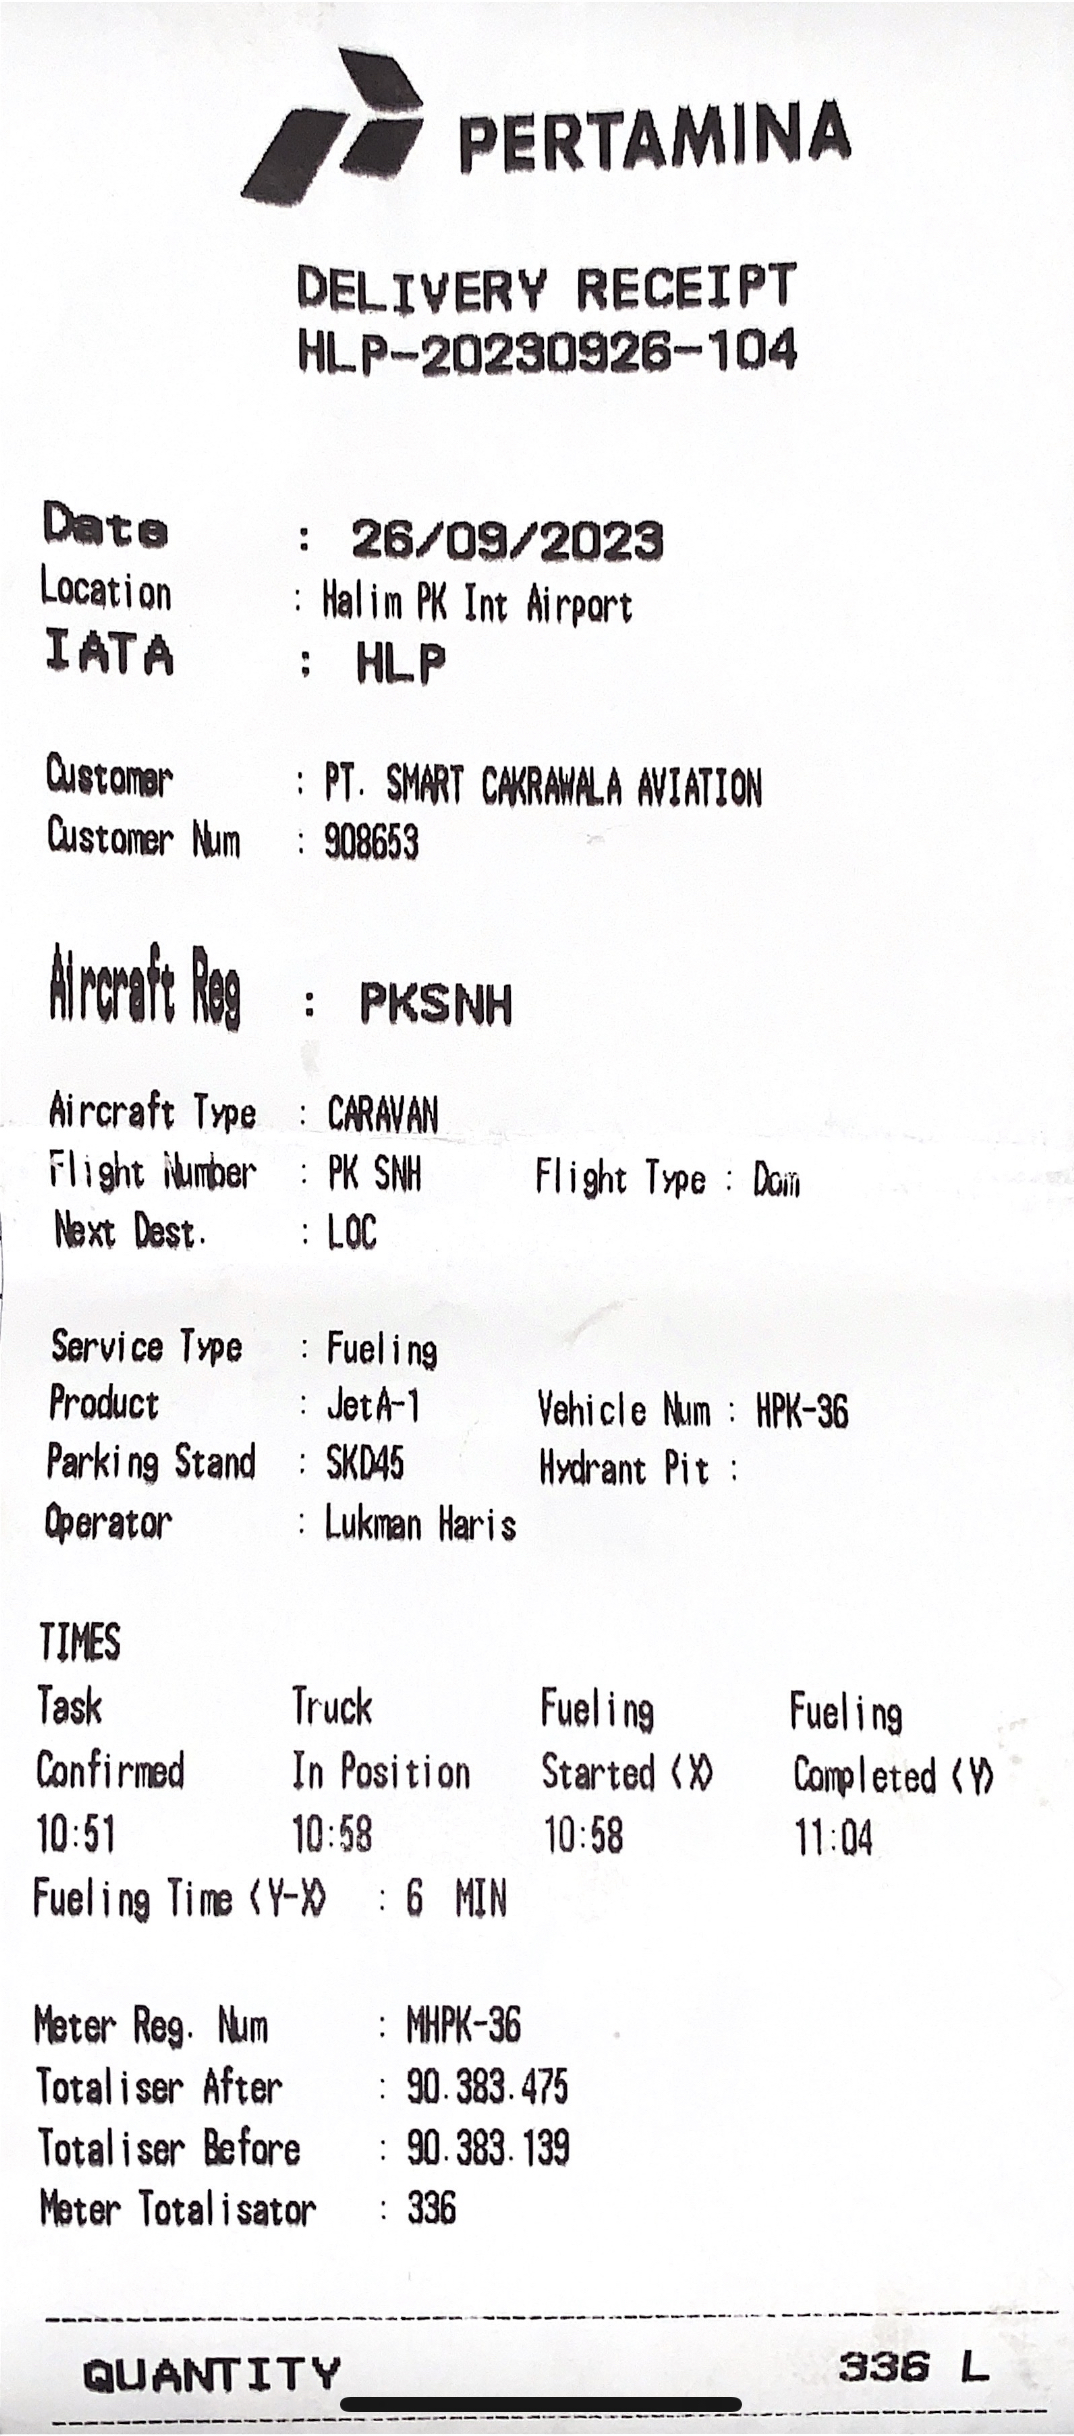 PERTAMINA
DELIVERY RECEIPT
HLP-20230926-104
Date : 26/09/2023
Location : Halim PK Int Airport
IATA : HLP
Customer : PT. SMART CAKRAWALA AVIATION
Customer Num : 908653
Aircraft Reg : PKSNH
Aircraft Type : CARAVAN
Flight Number : PK SNH Flight Type : Dom
Next Dest. : LOC
Service Type : Fueling
Product : JetA-1 Vehicle Num : HPK-36
Parking Stand : SKD45 Hydrant Pit :
Operator : Lukman Haris
TIMES
Task Truck Fueling Fueling
Confirmed In Position Started (X) Completed (Y)
10:51 10:58 10:58 11:04
Fueling Time (Y-X) : 6 MIN
Meter Reg. Num : MHPK-36
Totaliser After : 90.383.475
Totaliser Before : 90.383.139
Meter Totalisator : 336
QUANTITY 336 L